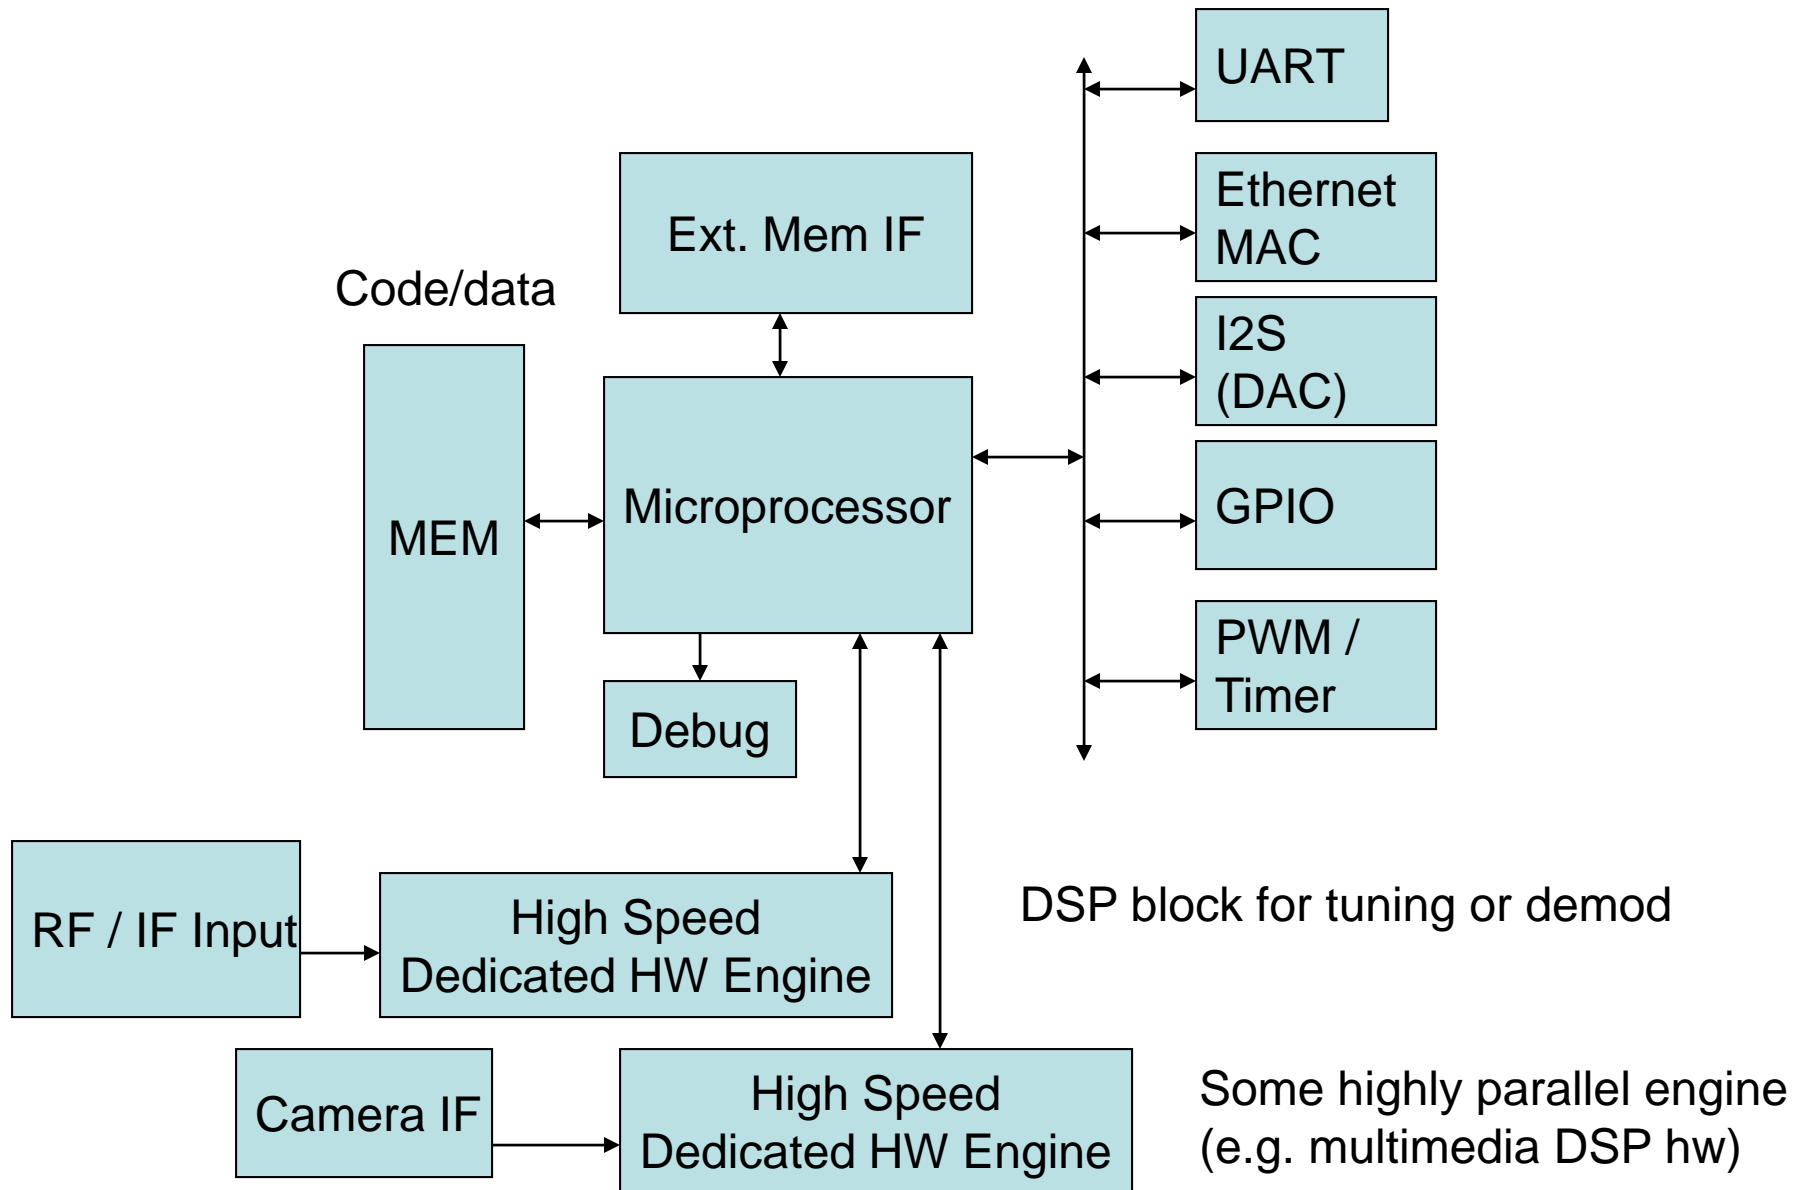 UART
Ethernet
MAC
Ext. Mem IF
Code/data
I2S
(DAC)
Microprocessor
GPIO
MEM
PWM /
Timer
Debug
RF / IF Input
High Speed
Dedicated HW Engine
DSP block for tuning or demod
Camera IF
High Speed
Dedicated HW Engine
Some highly parallel engine
(e.g. multimedia DSP hw)